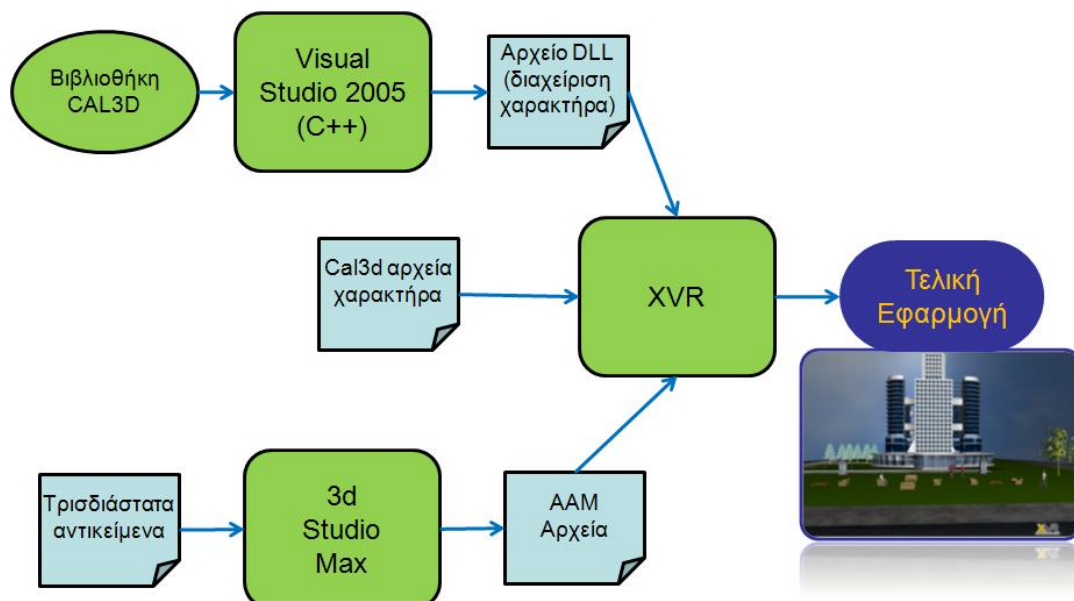 Βιβλιοθήκη
CAL3D
Visual
Studio 2005
(C++)
Αρχείο DLL
(διαχείριση
χαρακτήρα)
Cal3d αρχεία
χαρακτήρα
XVR
Τελική
Εφαρμογή
Τρισδιάστατα
αντικείμενα
3d
Studio
Max
AAM
Αρχεία